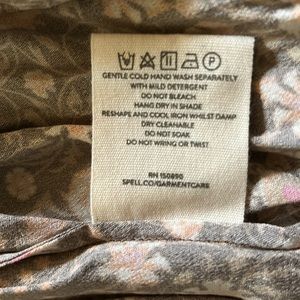 GENTLE COLD HAND WASH SEPARATELY
WITH MILD DETERGENT
DO NOT BLEACH
HANG DRY IN SHADE
RESHAPE AND COOL IRON WHILST DAMP
DRY CLEANABLE
DO NOT SOAK
DO NOT WRING OR TWIST
RN 150890
SPELL.CO/GARMENTCARE